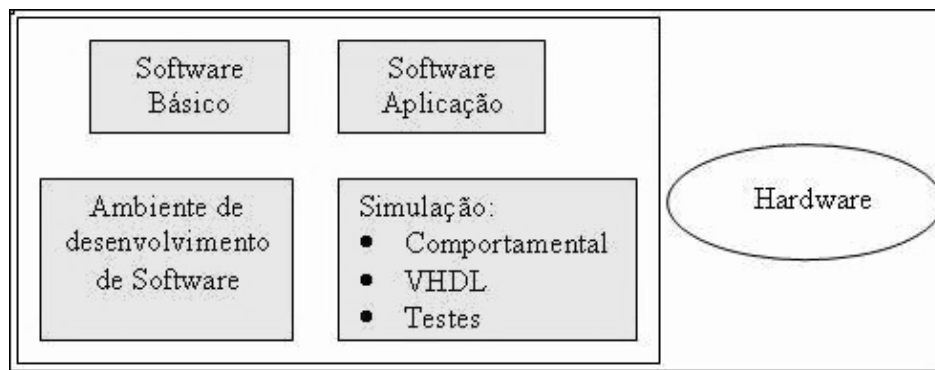 Software
Básico
Software
Aplicação
Ambiente de
desenvolvimento
de Software
Simulação:
● Comportamental
● VHDL
● Testes
Hardware